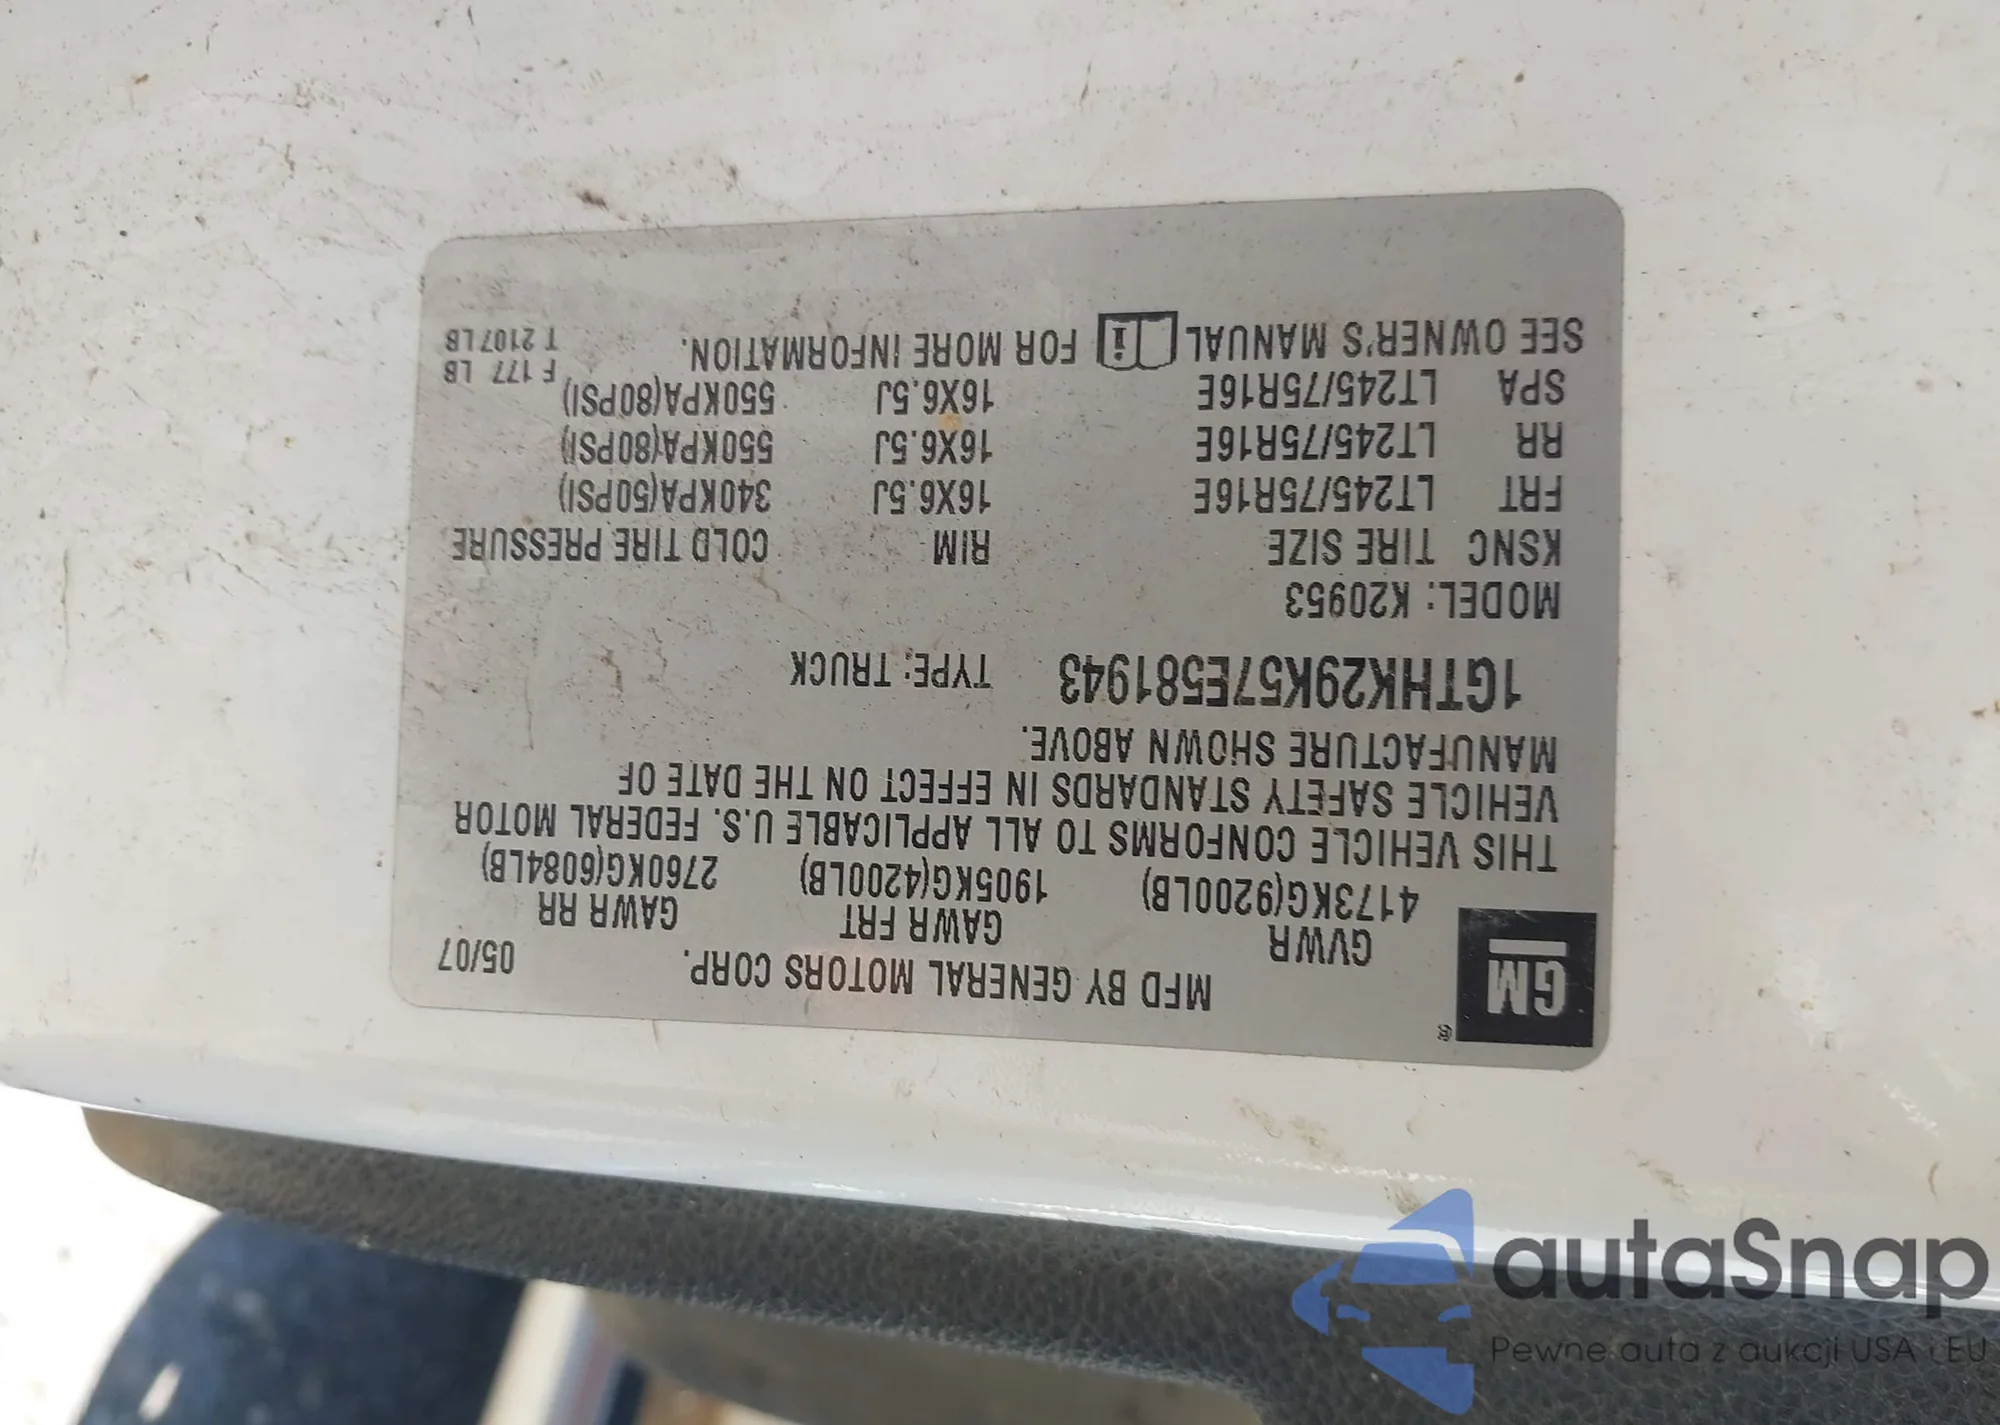 GM ®
MFD BY GENERAL MOTORS CORP. 05/07
GVWR GAWR FRT GAWR RR
4173KG(9200LB) 1905KG(4200LB) 2760KG(6084LB)
THIS VEHICLE CONFORMS TO ALL APPLICABLE U.S. FEDERAL MOTOR
VEHICLE SAFETY STANDARDS IN EFFECT ON THE DATE OF
MANUFACTURE SHOWN ABOVE.
1GTHK29K57E581943 TYPE: TRUCK
MODEL: K20953
KSNC TIRE SIZE RIM COLD TIRE PRESSURE
FRT LT245/75R16E 16X6.5J 340KPA(50PSI)
RR LT245/75R16E 16X6.5J 550KPA(80PSI)
SPA LT245/75R16E 16X6.5J 550KPA(80PSI)
SEE OWNER'S MANUAL i FOR MORE INFORMATION.
F 177 LB
T 2107 LB
autaSnap
Pewne auta z aukcji USA i EU